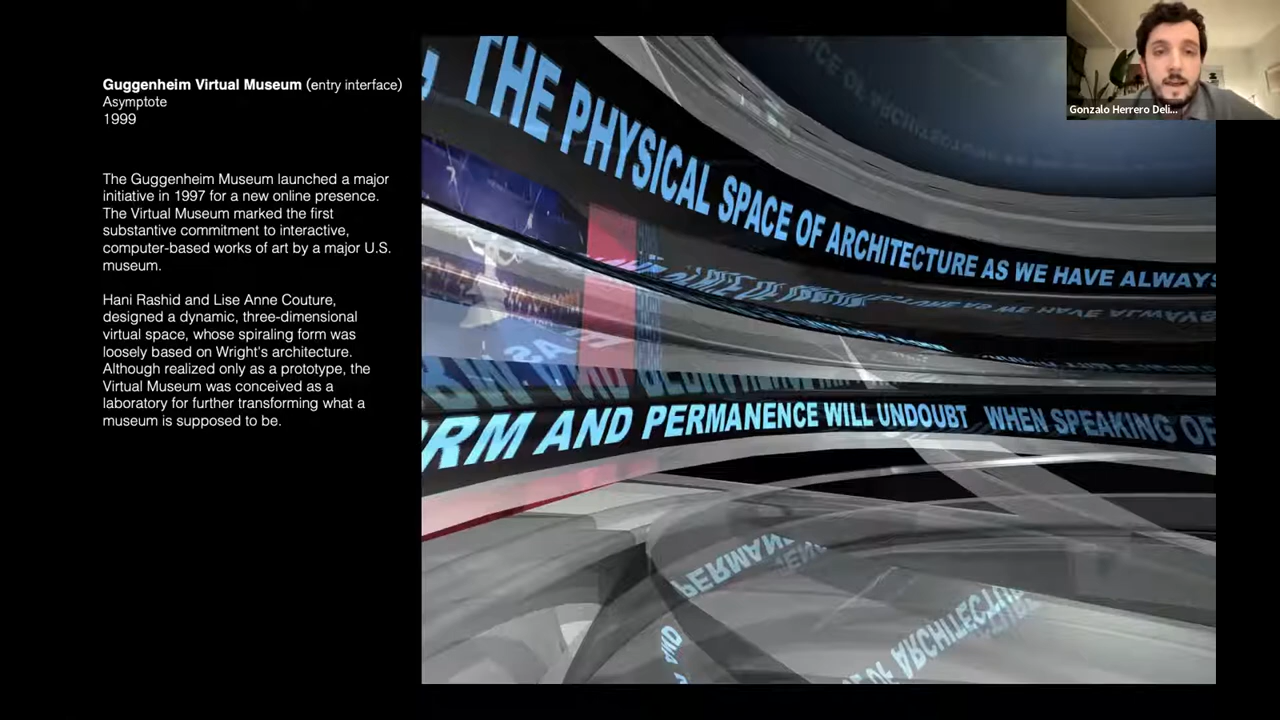 Guggenheim Virtual Museum (entry interface)
Asymptote
1999
The Guggenheim Museum launched a major
initiative in 1997 for a new online presence.
The Virtual Museum marked the first
substantive commitment to interactive,
computer-based works of art by a major U.S.
museum.
Hani Rashid and Lise Anne Couture,
designed a dynamic, three-dimensional
virtual space, whose spiraling form was
loosely based on Wright's architecture.
Although realized only as a prototype, the
Virtual Museum was conceived as a
laboratory for further transforming what a
museum is supposed to be.
, THE PHYSICAL SPACE OF ARCHITECTURE AS WE HAVE ALWAYS
RM AND PERMANENCE WILL UNDOUBT WHEN SPEAKING OF
PERMAN
OF ARCHITECTUR
Gonzalo Herrero Deli...